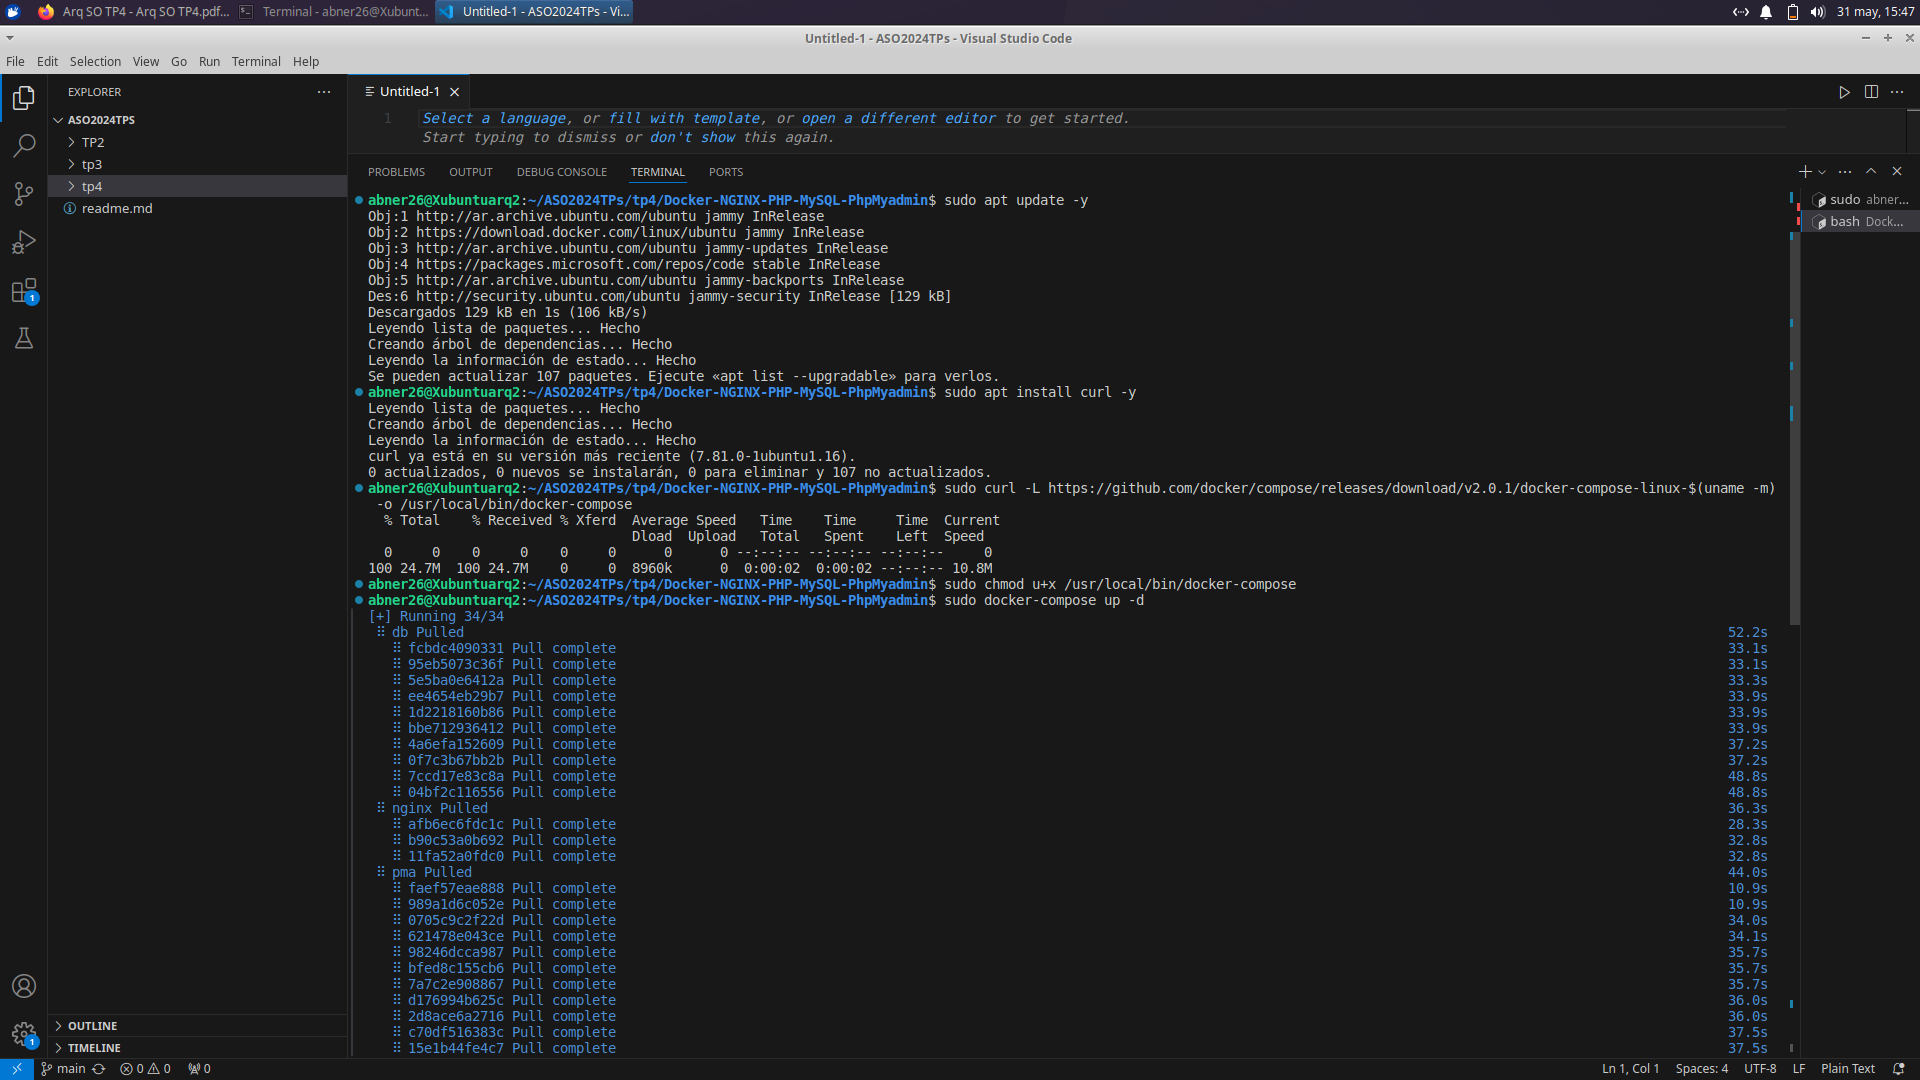 Arq SO TP4 - Arq SO TP4.pdf...
Terminal - abner26@Xubunt...
Untitled-1 - ASO2024TPs - Vi...
31 may, 15:47
Untitled-1 - ASO2024TPs - Visual Studio Code
File Edit Selection View Go Run Terminal Help
EXPLORER
ASO2024TPS
TP2
tp3
tp4
readme.md
OUTLINE
TIMELINE
1
1
Untitled-1
1 Select a language, or fill with template, or open a different editor to get started.
Start typing to dismiss or don't show this again.
PROBLEMS OUTPUT DEBUG CONSOLE TERMINAL PORTS
sudo abner...
bash Dock...
abner26@Xubuntuarq2:~/ASO2024TPs/tp4/Docker-NGINX-PHP-MySQL-PhpMyadmin$ sudo apt update -y
Obj:1 http://ar.archive.ubuntu.com/ubuntu jammy InRelease
Obj:2 https://download.docker.com/linux/ubuntu jammy InRelease
Obj:3 http://ar.archive.ubuntu.com/ubuntu jammy-updates InRelease
Obj:4 https://packages.microsoft.com/repos/code stable InRelease
Obj:5 http://ar.archive.ubuntu.com/ubuntu jammy-backports InRelease
Des:6 http://security.ubuntu.com/ubuntu jammy-security InRelease [129 kB]
Descargados 129 kB en 1s (106 kB/s)
Leyendo lista de paquetes... Hecho
Creando árbol de dependencias... Hecho
Leyendo la información de estado... Hecho
Se pueden actualizar 107 paquetes. Ejecute «apt list --upgradable» para verlos.
abner26@Xubuntuarq2:~/ASO2024TPs/tp4/Docker-NGINX-PHP-MySQL-PhpMyadmin$ sudo apt install curl -y
Leyendo lista de paquetes... Hecho
Creando árbol de dependencias... Hecho
Leyendo la información de estado... Hecho
curl ya está en su versión más reciente (7.81.0-1ubuntu1.16).
0 actualizados, 0 nuevos se instalarán, 0 para eliminar y 107 no actualizados.
abner26@Xubuntuarq2:~/ASO2024TPs/tp4/Docker-NGINX-PHP-MySQL-PhpMyadmin$ sudo curl -L https://github.com/docker/compose/releases/download/v2.0.1/docker-compose-linux-$(uname -m)
-o /usr/local/bin/docker-compose
% Total % Received % Xferd Average Speed Time Time Time Current
Dload Upload Total Spent Left Speed
0 0 0 0 0 0 0 0 --:--:-- --:--:-- --:--:-- 0
100 24.7M 100 24.7M 0 0 8960k 0 0:00:02 0:00:02 --:--:-- 10.8M
abner26@Xubuntuarq2:~/ASO2024TPs/tp4/Docker-NGINX-PHP-MySQL-PhpMyadmin$ sudo chmod u+x /usr/local/bin/docker-compose
abner26@Xubuntuarq2:~/ASO2024TPs/tp4/Docker-NGINX-PHP-MySQL-PhpMyadmin$ sudo docker-compose up -d
[+] Running 34/34
⠿ db Pulled 52.2s
⠿ fcbdc4090331 Pull complete 33.1s
⠿ 95eb5073c36f Pull complete 33.1s
⠿ 5e5ba0e6412a Pull complete 33.3s
⠿ ee4654eb29b7 Pull complete 33.9s
⠿ 1d2218160b86 Pull complete 33.9s
⠿ bbe712936412 Pull complete 33.9s
⠿ 4a6efa152609 Pull complete 37.2s
⠿ 0f7c3b67bb2b Pull complete 37.2s
⠿ 7ccd17e83c8a Pull complete 48.8s
⠿ 04bf2c116556 Pull complete 48.8s
⠿ nginx Pulled 36.3s
⠿ afb6ec6fdc1c Pull complete 28.3s
⠿ b90c53a0b692 Pull complete 32.8s
⠿ 11fa52a0fdc0 Pull complete 32.8s
⠿ pma Pulled 44.0s
⠿ faef57eae888 Pull complete 10.9s
⠿ 989a1d6c052e Pull complete 10.9s
⠿ 0705c9c2f22d Pull complete 34.0s
⠿ 621478e043ce Pull complete 34.1s
⠿ 98246dcca987 Pull complete 35.7s
⠿ bfed8c155cb6 Pull complete 35.7s
⠿ 7a7c2e908867 Pull complete 35.7s
⠿ d176994b625c Pull complete 36.0s
⠿ 2d8ace6a2716 Pull complete 36.0s
⠿ c70df516383c Pull complete 37.5s
⠿ 15e1b44fe4c7 Pull complete 37.5s
main 0 0 0 Ln 1, Col 1 Spaces: 4 UTF-8 LF Plain Text